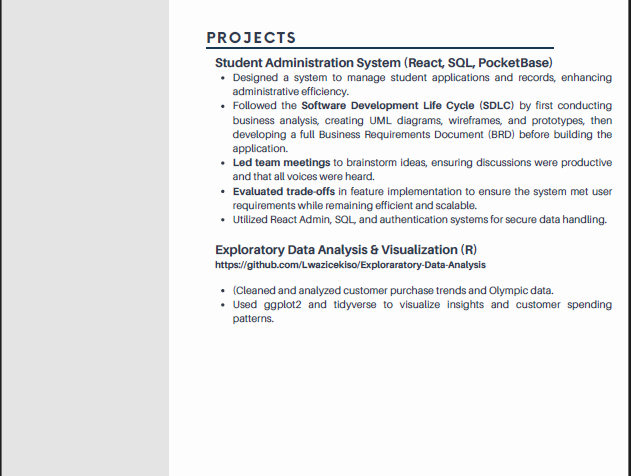 PROJECTS
Student Administration System (React, SQL, PocketBase)
• Designed a system to manage student applications and records, enhancing
administrative efficiency.
• Followed the Software Development Life Cycle (SDLC) by first conducting
business analysis, creating UML diagrams, wireframes, and prototypes, then
developing a full Business Requirements Document (BRD) before building the
application.
• Led team meetings to brainstorm ideas, ensuring discussions were productive
and that all voices were heard.
• Evaluated trade-offs in feature implementation to ensure the system met user
requirements while remaining efficient and scalable.
• Utilized React Admin, SQL, and authentication systems for secure data handling.
Exploratory Data Analysis & Visualization (R)
https://github.com/Lwazicekiso/Exploraratory-Data-Analysis
• (Cleaned and analyzed customer purchase trends and Olympic data.
• Used ggplot2 and tidyverse to visualize insights and customer spending
patterns.